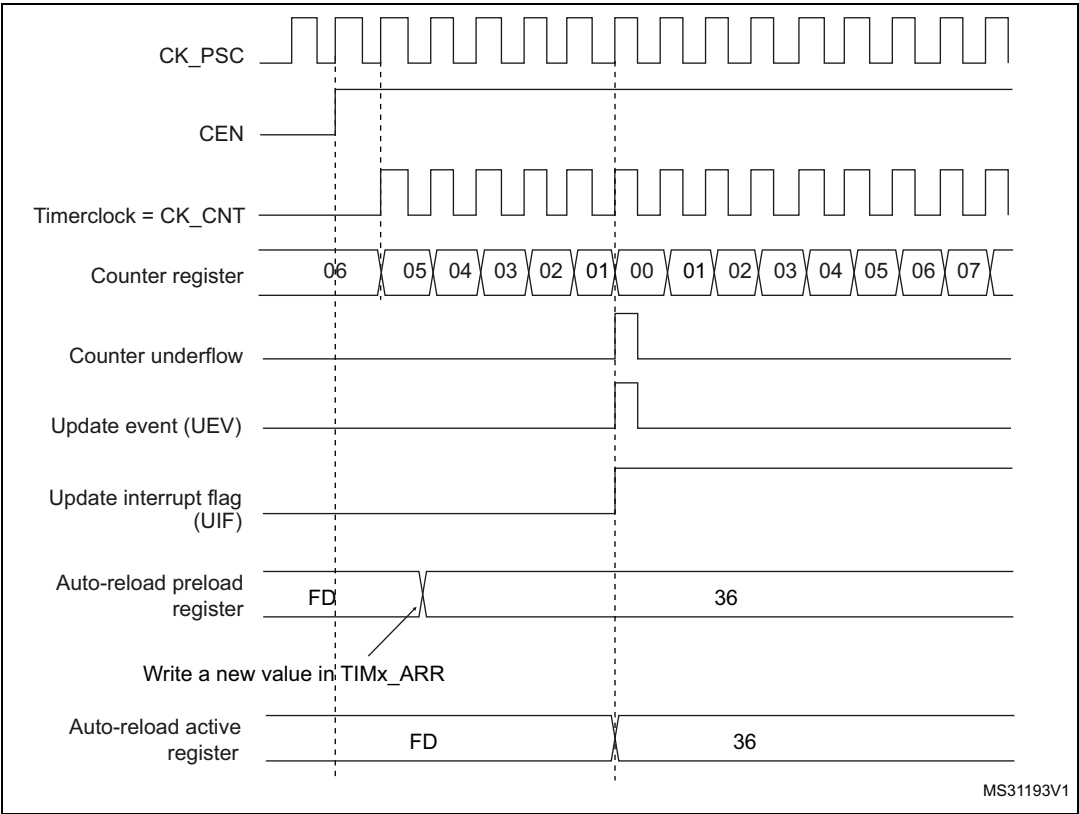 CK_PSC
CEN
Timerclock = CK_CNT
Counter register
06 05 04 03 02 01 00 01 02 03 04 05 06 07
Counter underflow
Update event (UEV)
Update interrupt flag
(UIF)
Auto-reload preload
register
FD 36
Write a new value in TIMx_ARR
Auto-reload active
register
FD 36
MS31193V1